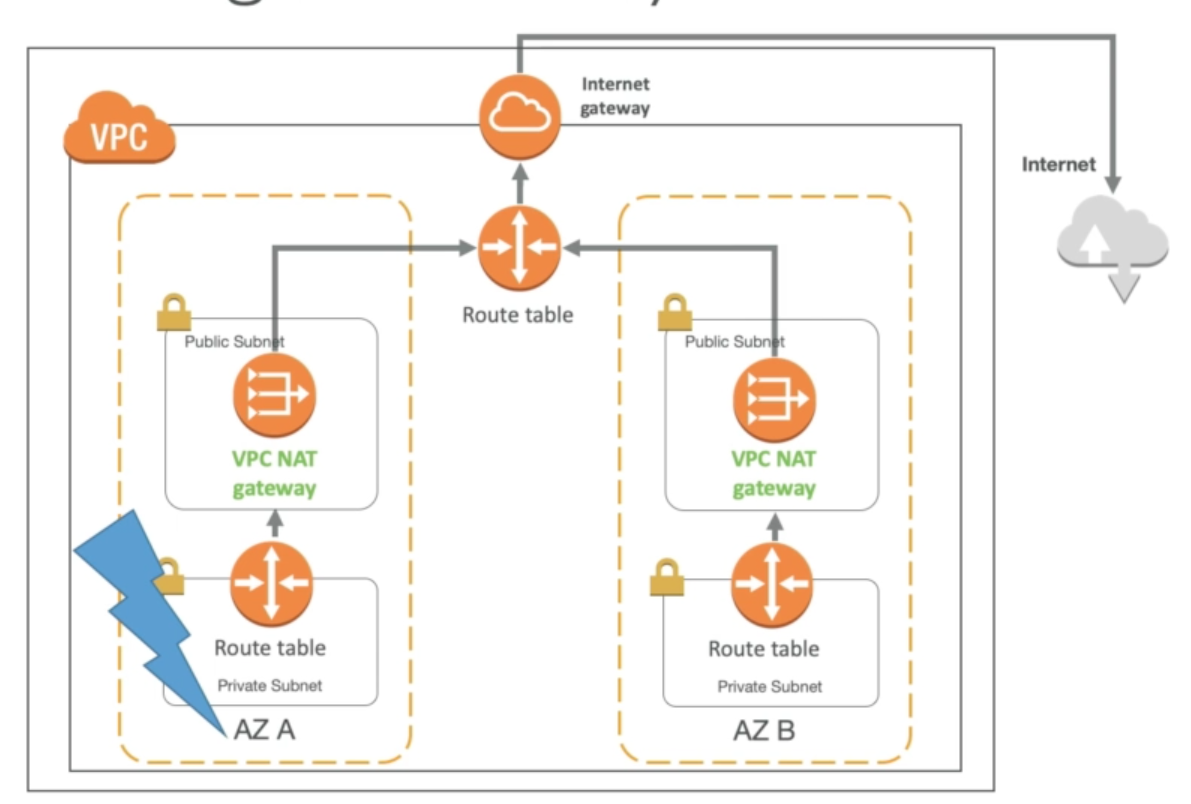 Internet
gateway
VPC
Internet
Route table
Public Subnet
VPC NAT
gateway
Route table
Private Subnet
AZ A
Public Subnet
VPC NAT
gateway
Route table
Private Subnet
AZ B